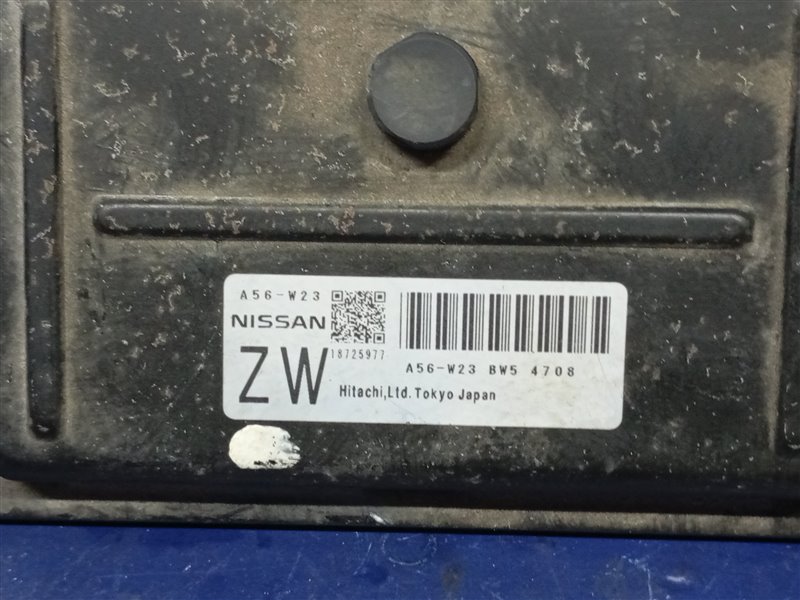 A56-W23
NISSAN
18725977
ZW
A56-W23 BW5 4708
Hitachi,Ltd.Tokyo Japan